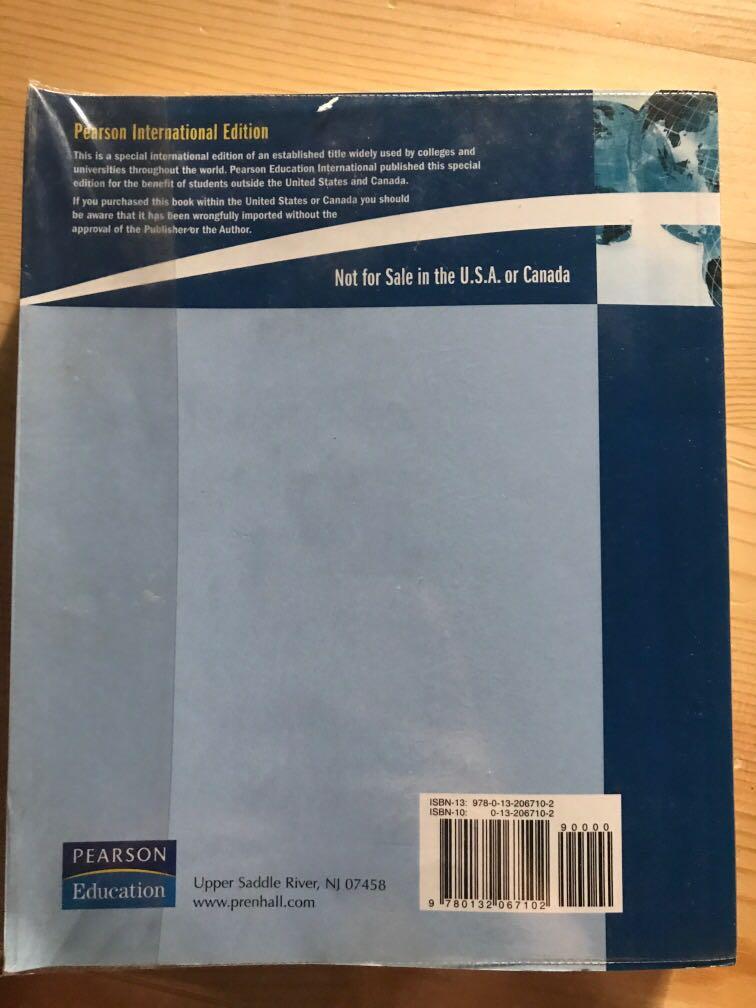 Pearson International Edition
This is a special international edition of an established title widely used by colleges and
universities throughout the world. Pearson Education International published this special
edition for the benefit of students outside the United States and Canada.
If you purchased this book within the United States or Canada you should
be aware that it has been wrongfully imported without the
approval of the Publisher or the Author.
Not for Sale in the U.S.A. or Canada
ISBN-13: 978-0-13-206710-2
ISBN-10: 0-13-206710-2
90000
9 780132 067102
PEARSON
Education
Upper Saddle River, NJ 07458
www.prenhall.com